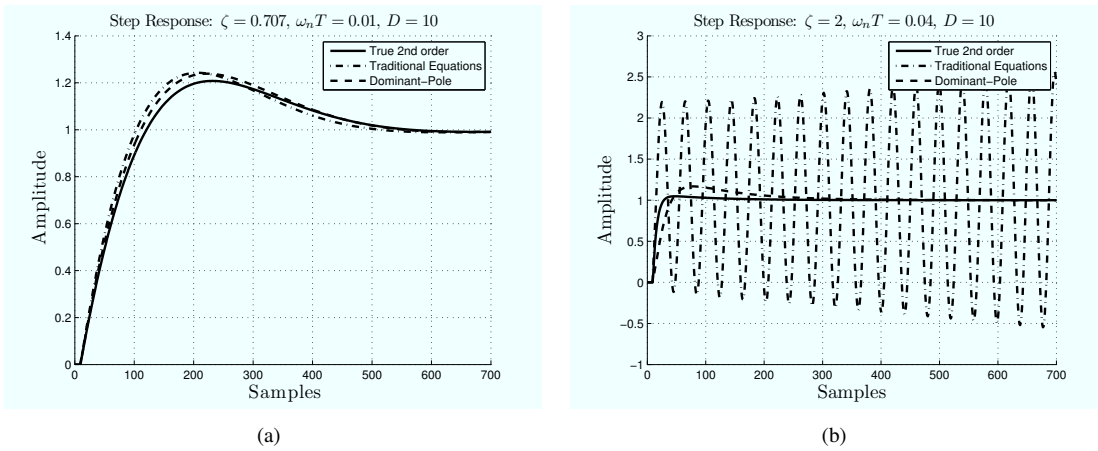 Step Response: ζ = 0.707, ω_nT = 0.01, D = 10
True 2nd order
Traditional Equations
Dominant−Pole
Amplitude
1.4
1.2
1
0.8
0.6
0.4
0.2
0
0 100 200 300 400 500 600 700
Samples
(a)
Step Response: ζ = 2, ω_nT = 0.04, D = 10
True 2nd order
Traditional Equations
Dominant−Pole
Amplitude
3
2.5
2
1.5
1
0.5
0
−0.5
−1
0 100 200 300 400 500 600 700
Samples
(b)